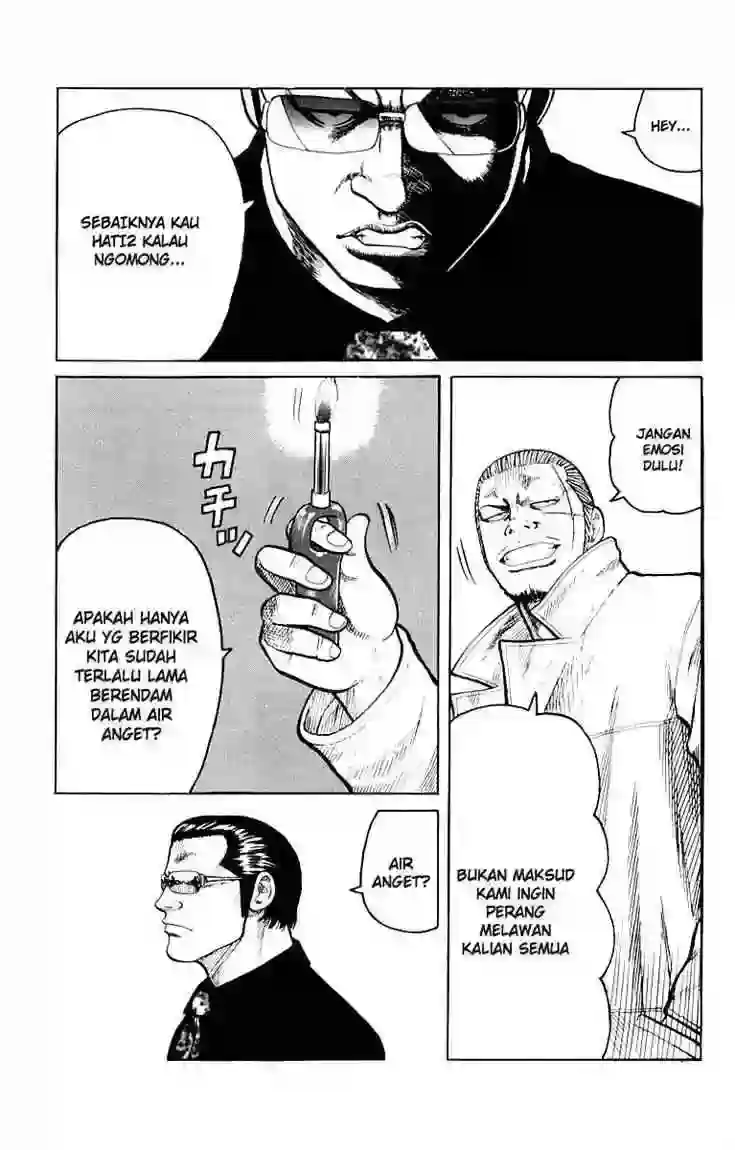 HEY...
SEBAIKNYA KAU
HATI2 KALAU
NGOMONG...
JANGAN
EMOSI
DULU!
BUKAN MAKSUD
KAMI INGIN
PERANG
MELAWAN
KALIAN SEMUA
カチッ
APAKAH HANYA
AKU YG BERFIKIR
KITA SUDAH
TERLALU LAMA
BERENDAM
DALAM AIR
ANGET?
AIR
ANGET?